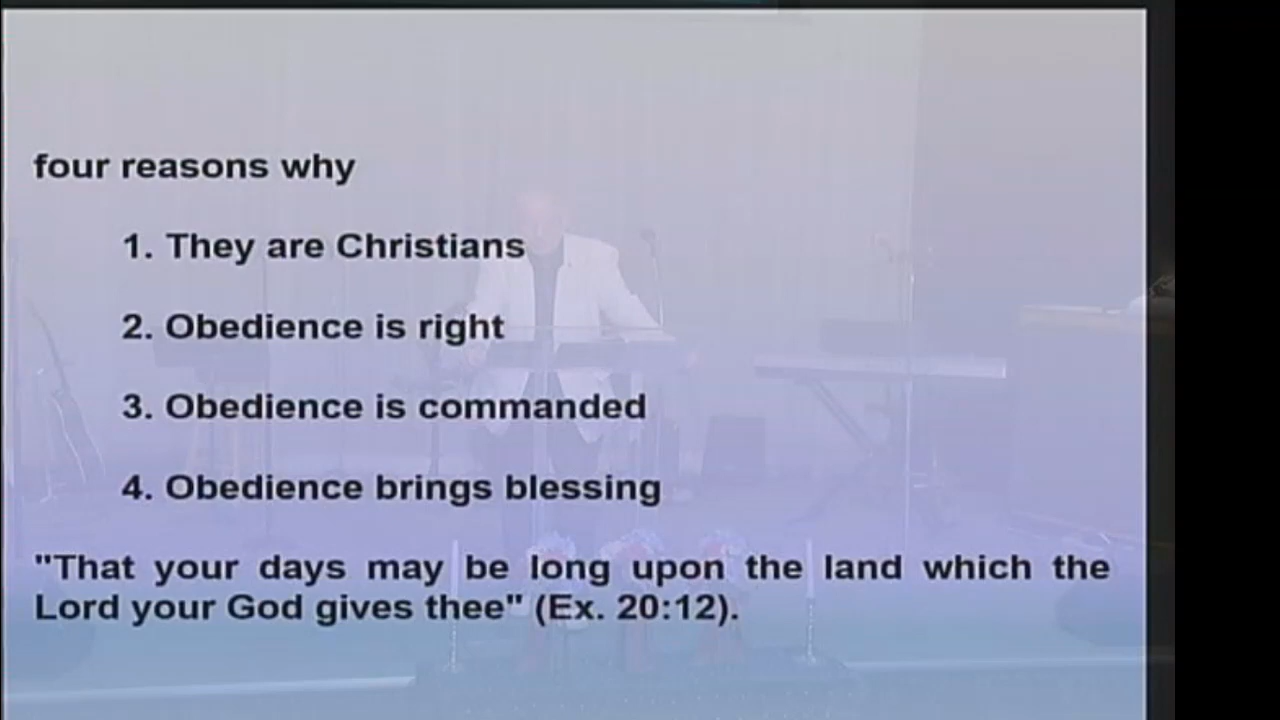 four reasons why
1. They are Christians
2. Obedience is right
3. Obedience is commanded
4. Obedience brings blessing
"That your days may be long upon the land which the
Lord your God gives thee" (Ex. 20:12).